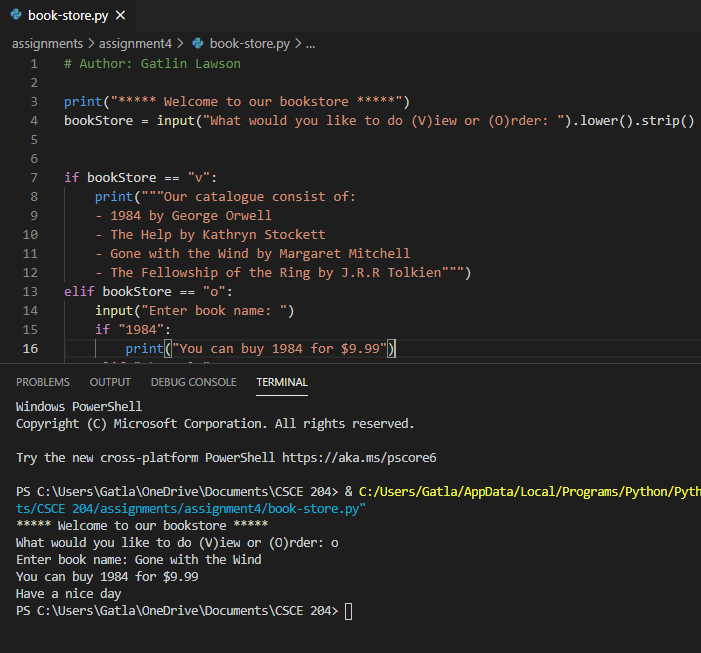 book-store.py
assignments > assignment4 > book-store.py > ...
1 # Author: Gatlin Lawson
2
3 print("***** Welcome to our bookstore *****")
4 bookStore = input("What would you like to do (V)iew or (O)rder: ").lower().strip()
5
6
7 if bookStore == "v":
8 print("""Our catalogue consist of:
9 - 1984 by George Orwell
10 - The Help by Kathryn Stockett
11 - Gone with the Wind by Margaret Mitchell
12 - The Fellowship of the Ring by J.R.R Tolkien""")
13 elif bookStore == "o":
14 input("Enter book name: ")
15 if "1984":
16 print("You can buy 1984 for $9.99")
PROBLEMS OUTPUT DEBUG CONSOLE TERMINAL
Windows PowerShell
Copyright (C) Microsoft Corporation. All rights reserved.
Try the new cross-platform PowerShell https://aka.ms/pscore6
PS C:\Users\Gatla\OneDrive\Documents\CSCE 204> & C:/Users/Gatla/AppData/Local/Programs/Python/Pyth
ts/CSCE 204/assignments/assignment4/book-store.py"
***** Welcome to our bookstore *****
What would you like to do (V)iew or (O)rder: o
Enter book name: Gone with the Wind
You can buy 1984 for $9.99
Have a nice day
PS C:\Users\Gatla\OneDrive\Documents\CSCE 204>